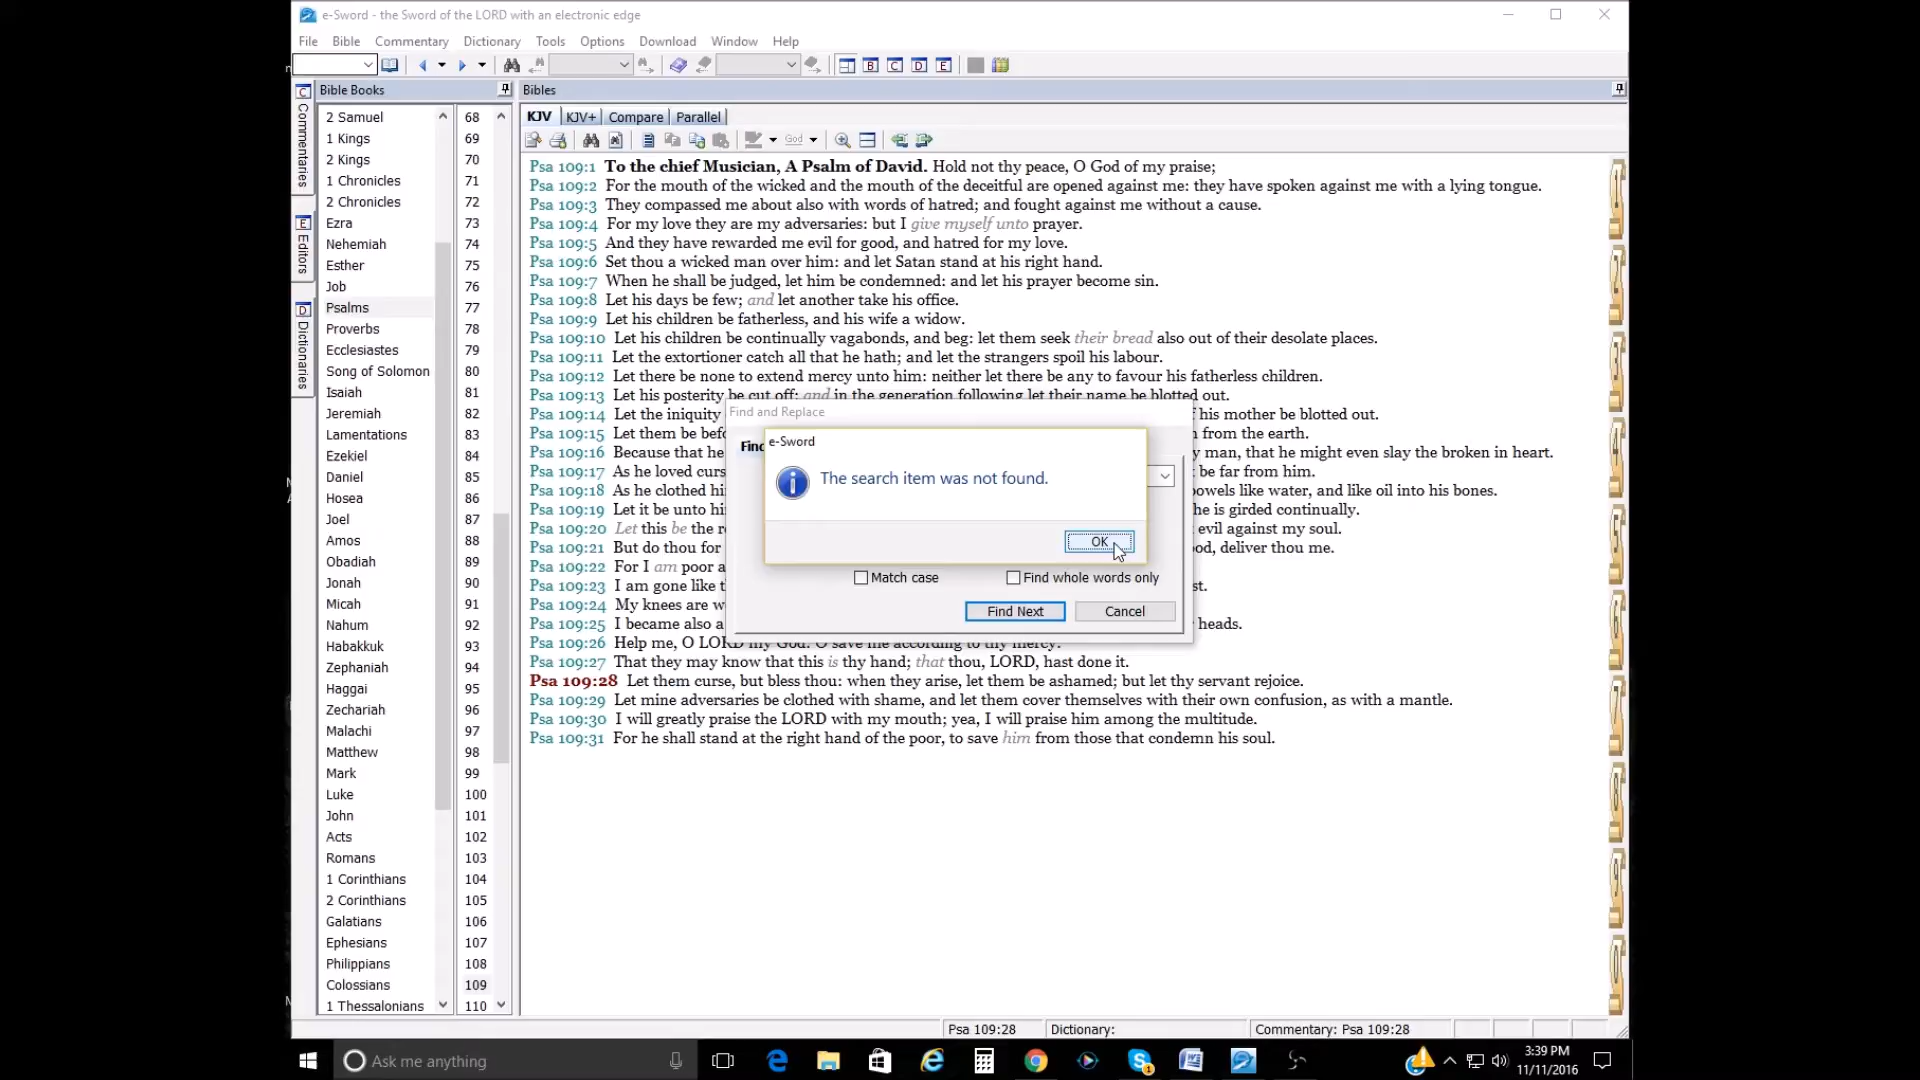 e-Sword - the Sword of the LORD with an electronic edge
File Bible Commentary Dictionary Tools Options Download Window Help
B C D E
Bible Books
Bibles
C Commentaries
E Editors
D Dictionaries
2 Samuel
1 Kings
2 Kings
1 Chronicles
2 Chronicles
Ezra
Nehemiah
Esther
Job
Psalms
Proverbs
Ecclesiastes
Song of Solomon
Isaiah
Jeremiah
Lamentations
Ezekiel
Daniel
Hosea
Joel
Amos
Obadiah
Jonah
Micah
Nahum
Habakkuk
Zephaniah
Haggai
Zechariah
Malachi
Matthew
Mark
Luke
John
Acts
Romans
1 Corinthians
2 Corinthians
Galatians
Ephesians
Philippians
Colossians
1 Thessalonians
68
69
70
71
72
73
74
75
76
77
78
79
80
81
82
83
84
85
86
87
88
89
90
91
92
93
94
95
96
97
98
99
100
101
102
103
104
105
106
107
108
109
110
KJV KJV+ Compare Parallel
God
Psa 109:1 To the chief Musician, A Psalm of David. Hold not thy peace, O God of my praise;
Psa 109:2 For the mouth of the wicked and the mouth of the deceitful are opened against me: they have spoken against me with a lying tongue.
Psa 109:3 They compassed me about also with words of hatred; and fought against me without a cause.
Psa 109:4 For my love they are my adversaries: but I give myself unto prayer.
Psa 109:5 And they have rewarded me evil for good, and hatred for my love.
Psa 109:6 Set thou a wicked man over him: and let Satan stand at his right hand.
Psa 109:7 When he shall be judged, let him be condemned: and let his prayer become sin.
Psa 109:8 Let his days be few; and let another take his office.
Psa 109:9 Let his children be fatherless, and his wife a widow.
Psa 109:10 Let his children be continually vagabonds, and beg: let them seek their bread also out of their desolate places.
Psa 109:11 Let the extortioner catch all that he hath; and let the strangers spoil his labour.
Psa 109:12 Let there be none to extend mercy unto him: neither let there be any to favour his fatherless children.
Psa 109:13 Let his posterity be cut off; and in the generation following let their name be blotted out.
Psa 109:14 Let the iniquity his mother be blotted out.
Psa 109:15 Let them be from the earth.
Psa 109:16 Because that he man, that he might even slay the broken in heart.
Psa 109:17 As he loved be far from him.
Psa 109:18 As he clothed bowels like water, and like oil into his bones.
Psa 109:19 Let it be unto he is girded continually.
Psa 109:20 Let this be the evil against my soul.
Psa 109:21 But do thou for deliver thou me.
Psa 109:22 For I am poor
Psa 109:23 I am gone like
Psa 109:24 My knees are
Psa 109:25 I became also a heads.
Psa 109:26 Help me, O LORD my God: O save me according to thy mercy:
Psa 109:27 That they may know that this is thy hand; that thou, LORD, hast done it.
Psa 109:28 Let them curse, but bless thou: when they arise, let them be ashamed; but let thy servant rejoice.
Psa 109:29 Let mine adversaries be clothed with shame, and let them cover themselves with their own confusion, as with a mantle.
Psa 109:30 I will greatly praise the LORD with my mouth; yea, I will praise him among the multitude.
Psa 109:31 For he shall stand at the right hand of the poor, to save him from those that condemn his soul.
Find and Replace
Find
e-Sword
The search item was not found.
OK
Match case Find whole words only
Find Next Cancel
Psa 109:28 Dictionary: Commentary: Psa 109:28
Ask me anything
3:39 PM
11/11/2016